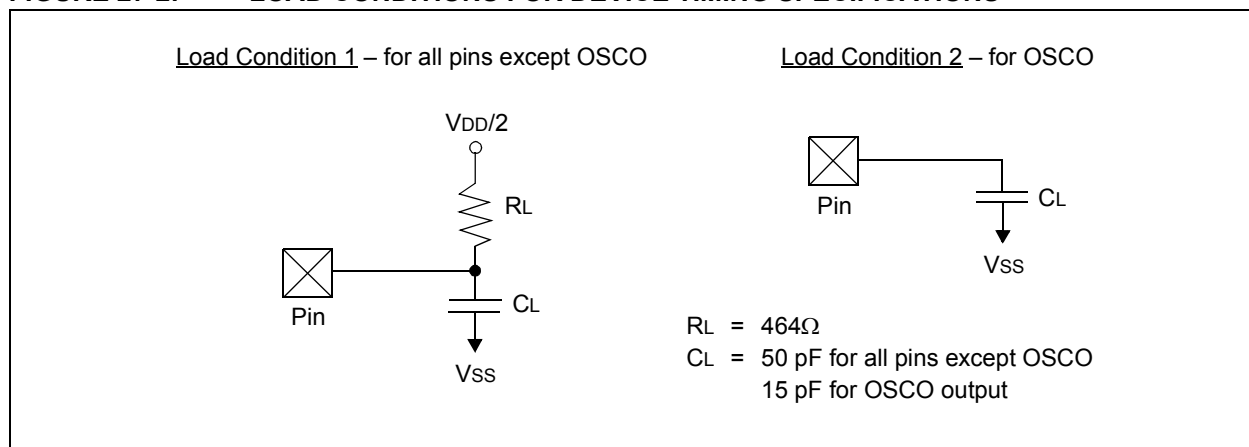 Load Condition 1 – for all pins except OSCO
Load Condition 2 – for OSCO
VDD/2
RL
Pin
CL
VSS
Pin
CL
VSS
RL = 464Ω
CL = 50 pF for all pins except OSCO
15 pF for OSCO output